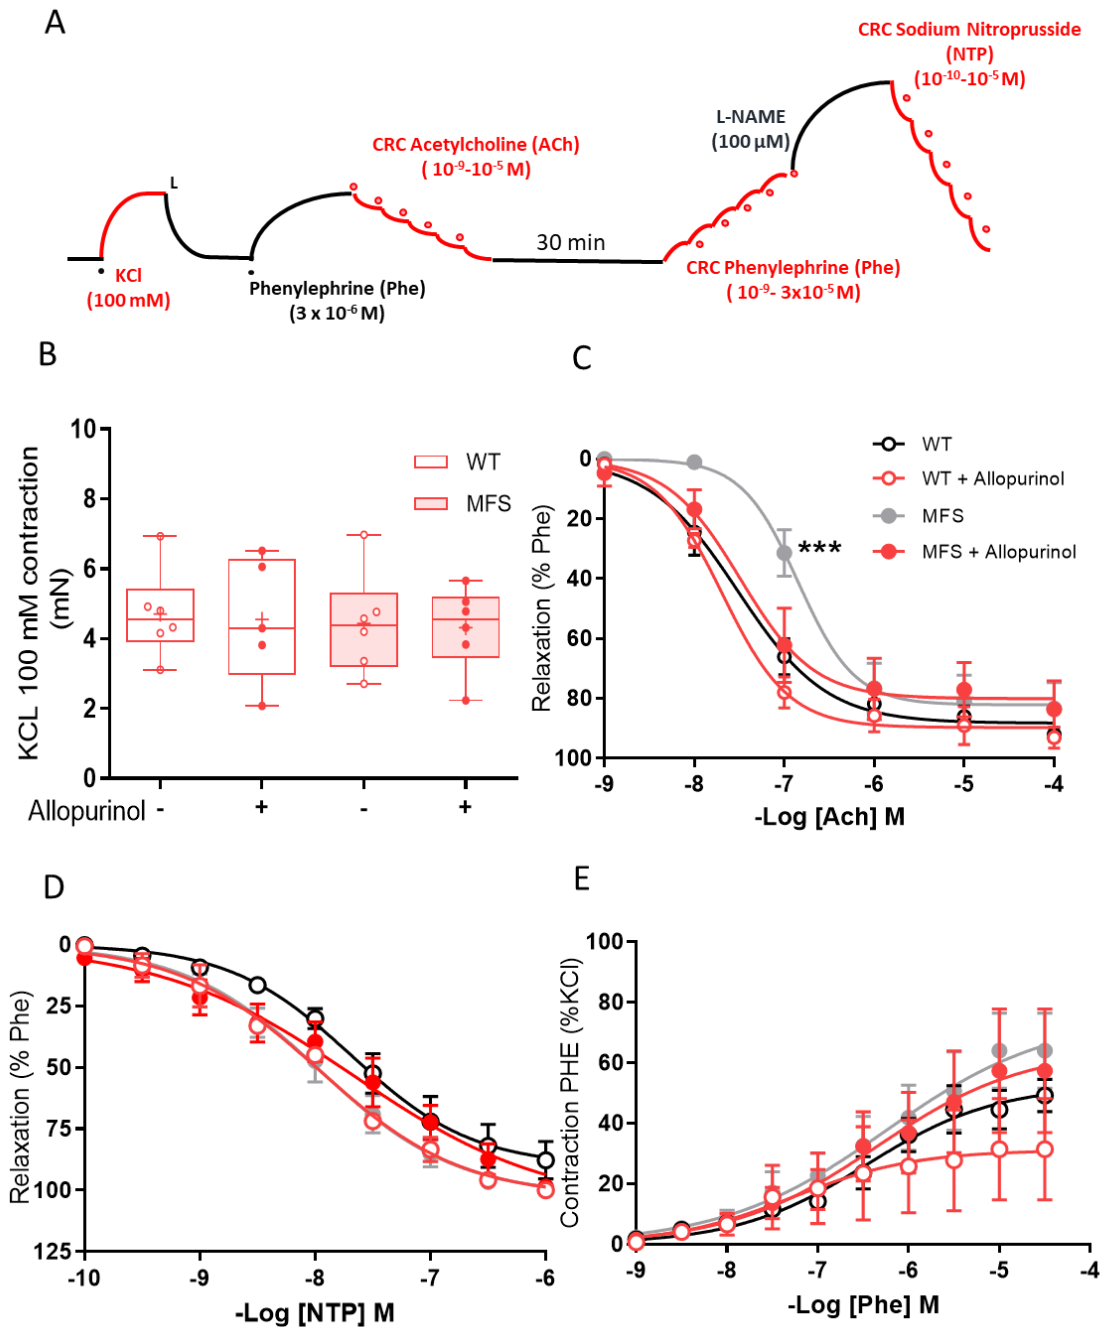 A
CRC Sodium Nitroprusside
(NTP)
(10⁻¹⁰-10⁻⁵ M)
L-NAME
(100 µM)
CRC Acetylcholine (ACh)
( 10⁻⁹-10⁻⁵ M)
L
30 min
KCl
(100 mM)
Phenylephrine (Phe)
(3 x 10⁻⁶ M)
CRC Phenylephrine (Phe)
( 10⁻⁹- 3x10⁻⁵ M)
B
KCL 100 mM contraction
(mN)
10
8
6
4
2
0
WT
MFS
Allopurinol - + - +
C
Relaxation (% Phe)
0
20
40
60
80
100
WT
WT + Allopurinol
MFS
MFS + Allopurinol
***
-9 -8 -7 -6 -5 -4
-Log [Ach] M
D
Relaxation (% Phe)
0
25
50
75
100
125
-10 -9 -8 -7 -6
-Log [NTP] M
E
Contraction PHE (%KCl)
100
80
60
40
20
0
-9 -8 -7 -6 -5 -4
-Log [Phe] M